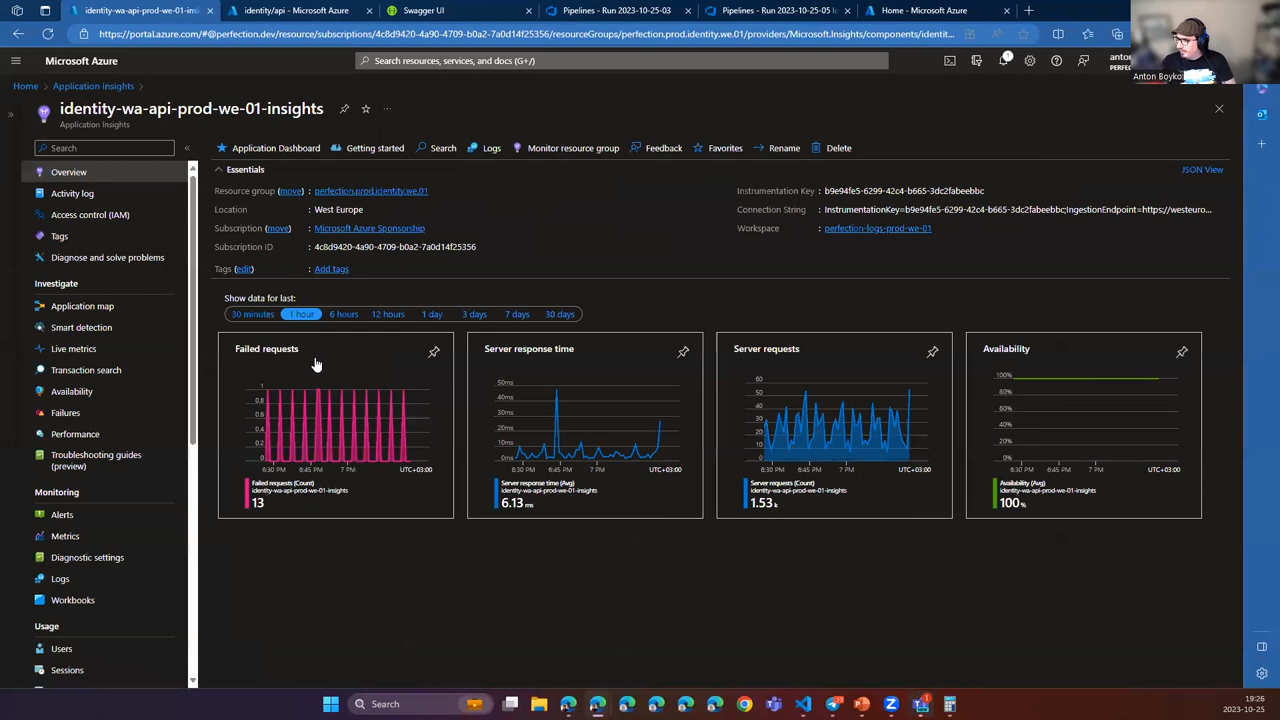 identity-wa-api-prod-we-01-insi
identity/api - Microsoft Azure
Swagger UI
Pipelines - Run 2023-10-25-03
Pipelines - Run 2023-10-25-05 lo
Home - Microsoft Azure
https://portal.azure.com/#@perfection.dev/resource/subscriptions/4c8d9420-4a90-4709-b0a2-7a0d14f25356/resourceGroups/perfection.prod.identity.we.01/providers/Microsoft.Insights/components/identit...
Microsoft Azure
Search resources, services, and docs (G+/)
1
anton
PERFEC
Anton Boyko
Home
Application Insights
identity-wa-api-prod-we-01-insights
Application Insights
Search
Application Dashboard
Getting started
Search
Logs
Monitor resource group
Feedback
Favorites
Rename
Delete
Overview
Activity log
Access control (IAM)
Tags
Diagnose and solve problems
Investigate
Application map
Smart detection
Live metrics
Transaction search
Availability
Failures
Performance
Troubleshooting guides
(preview)
Monitoring
Alerts
Metrics
Diagnostic settings
Logs
Workbooks
Usage
Users
Sessions
Essentials
JSON View
Resource group (move) : perfection.prod.identity.we.01
Location : West Europe
Subscription (move) : Microsoft Azure Sponsorship
Subscription ID : 4c8d9420-4a90-4709-b0a2-7a0d14f25356
Tags (edit) : Add tags
Instrumentation Key : b9e94fe5-6299-42c4-b665-3dc2fabeebbc
Connection String : InstrumentationKey=b9e94fe5-6299-42c4-b665-3dc2fabeebbc;IngestionEndpoint=https://westeuro...
Workspace : perfection-logs-prod-we-01
Show data for last:
30 minutes 1 hour 6 hours 12 hours 1 day 3 days 7 days 30 days
Failed requests
1
0.8
0.6
0.4
0.2
0
6:30 PM 6:45 PM 7 PM UTC+03:00
Failed requests (Count)
identity-wa-api-prod-we-01-insights
13
Server response time
50ms
40ms
30ms
20ms
10ms
0ms
6:30 PM 6:45 PM 7 PM UTC+03:00
Server response time (Avg)
identity-wa-api-prod-we-01-insights
6.13 ms
Server requests
60
50
40
30
20
10
0
6:30 PM 6:45 PM 7 PM UTC+03:00
Server requests (Count)
identity-wa-api-prod-we-01-insights
1.53 k
Availability
100%
80%
60%
40%
20%
0%
6:30 PM 6:45 PM 7 PM UTC+03:00
Availability (Avg)
identity-wa-api-prod-we-01-insights
100 %
Search
1
19:26
2023-10-25